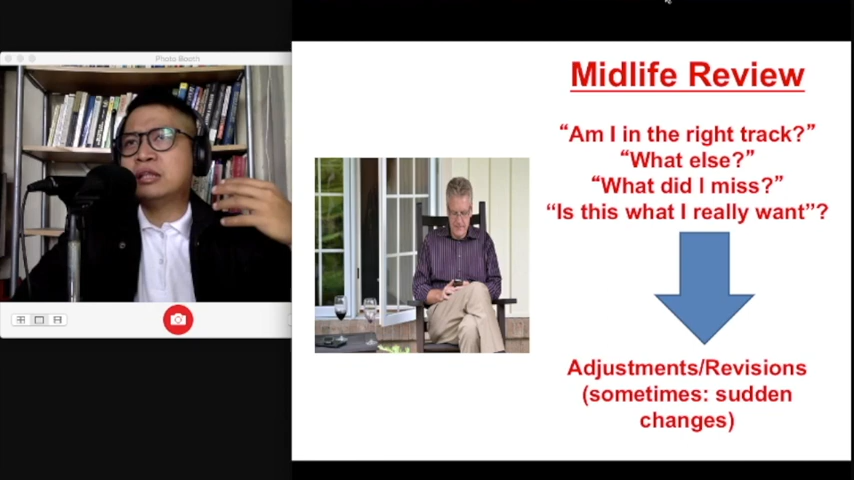 Photo Booth
Midlife Review
“Am I in the right track?”
“What else?”
“What did I miss?”
“Is this what I really want”?
Adjustments/Revisions
(sometimes: sudden
changes)